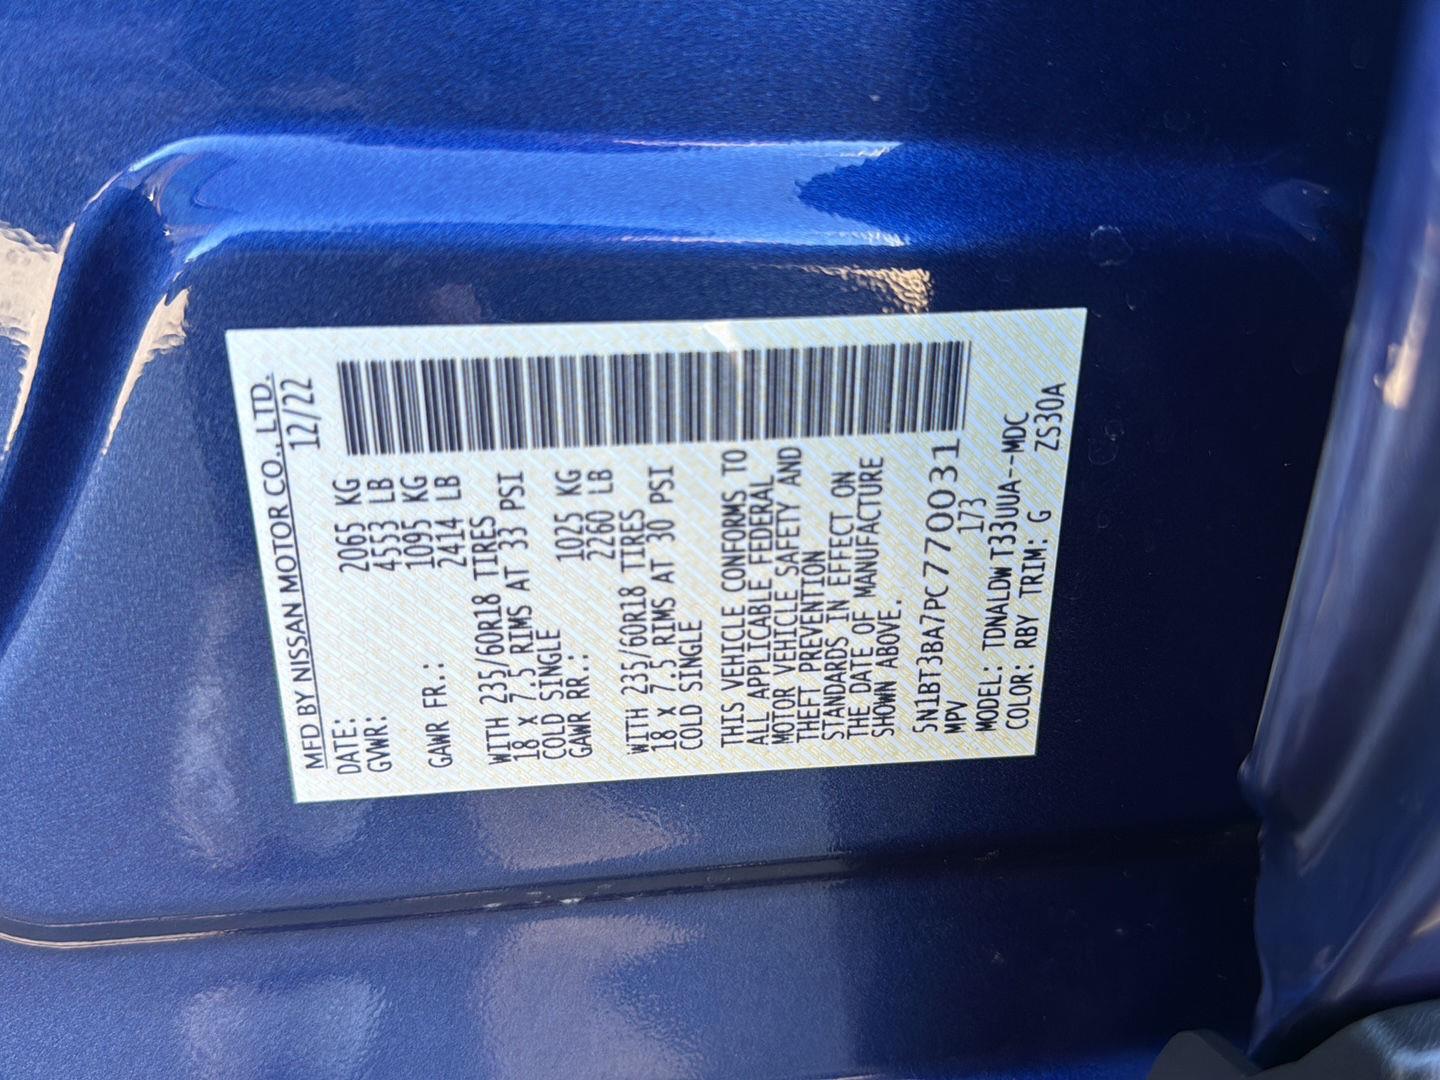 MFD BY NISSAN MOTOR CO., LTD.
DATE: 12/22
GVWR: 2065 KG
4533 LB
GAWR FR.: 1095 KG
2414 LB
WITH 235/60R18 TIRES
18 X 7.5 RIMS AT 33 PSI
COLD SINGLE
GAWR RR.: 1025 KG
2260 LB
WITH 235/60R18 TIRES
18 X 7.5 RIMS AT 30 PSI
COLD SINGLE
THIS VEHICLE CONFORMS TO
ALL APPLICABLE FEDERAL
MOTOR VEHICLE SAFETY AND
THEFT PREVENTION
STANDARDS IN EFFECT ON
THE DATE OF MANUFACTURE
SHOWN ABOVE.
5N1BT3BA7PC770031
MPV 173
MODEL: TDNALDW T33UUA--MDC
COLOR: RBY TRIM: G ZS30A